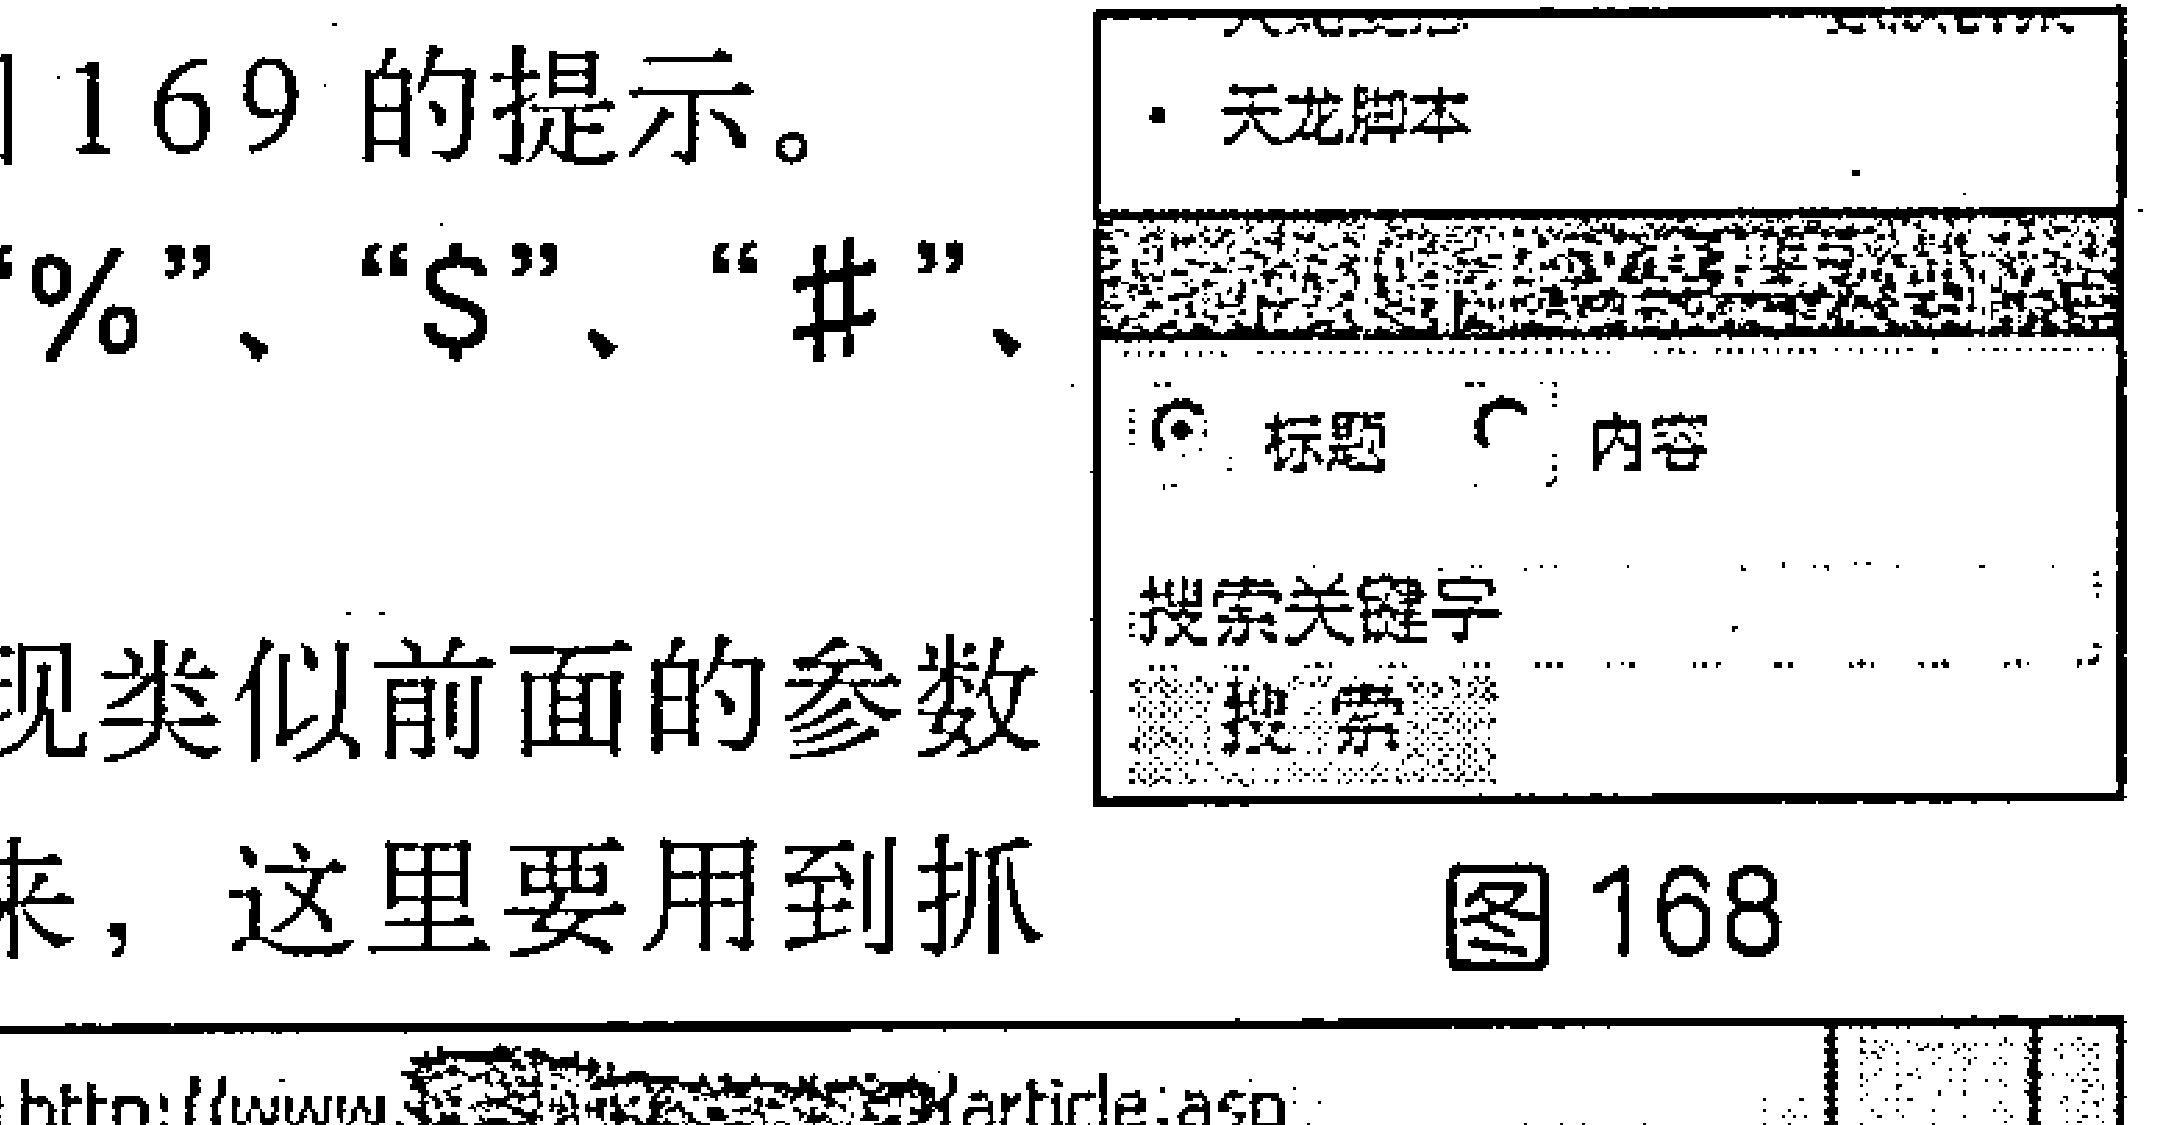 169 的提示。
“%”、“$”、“#”、
现类似前面的参数
来，这里要用到抓
· 天龙脚本
标题 内容
搜索关键字
搜 索
图 168
http://www. /article.asp